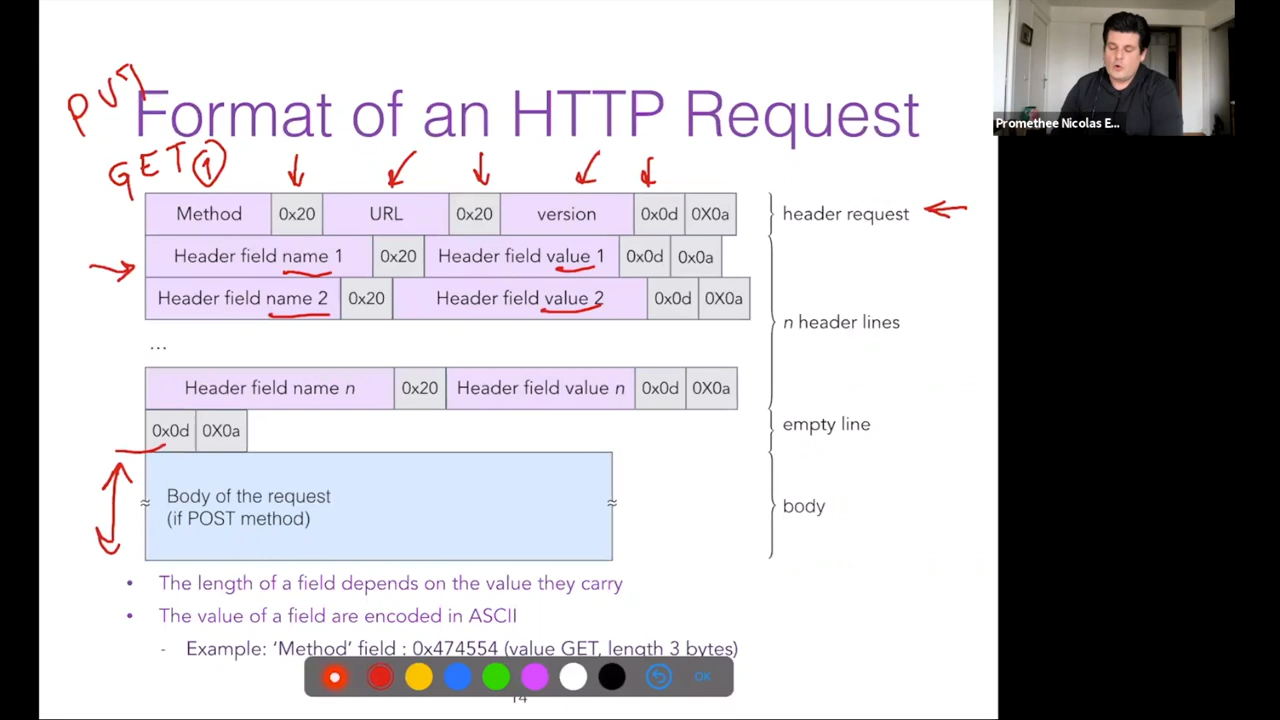 Promethee Nicolas E...
PUT
Format of an HTTP Request
GET 1
Method 0x20 URL 0x20 version 0x0d 0X0a header request
Header field name 1 0x20 Header field value 1 0x0d 0x0a
Header field name 2 0x20 Header field value 2 0x0d 0X0a
n header lines
...
Header field name n 0x20 Header field value n 0x0d 0X0a
0x0d 0X0a empty line
Body of the request
(if POST method)
body
• The length of a field depends on the value they carry
• The value of a field are encoded in ASCII
- Example: ‘Method’ field : 0x474554 (value GET, length 3 bytes)
OK
14